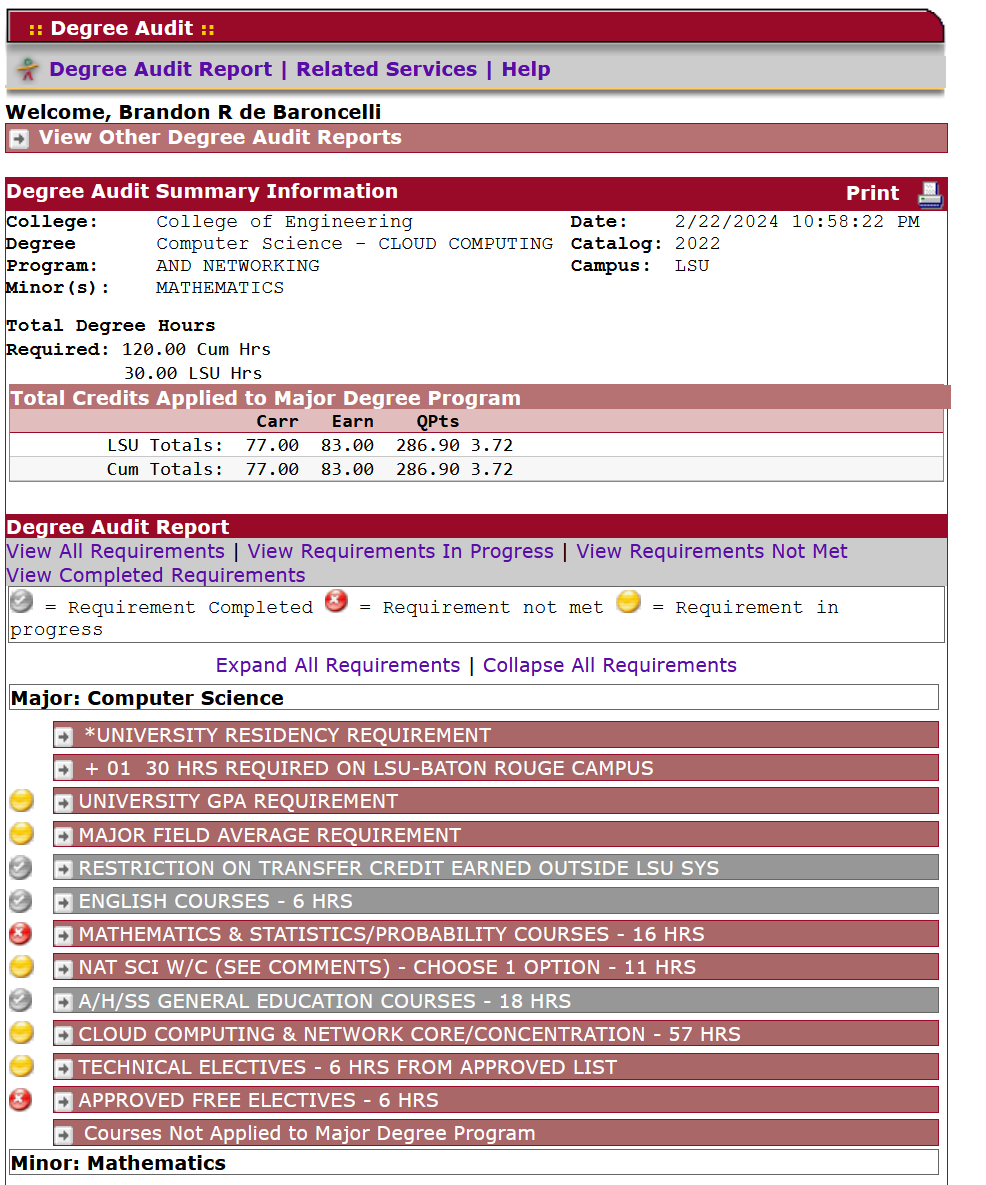 :: Degree Audit ::
Degree Audit Report | Related Services | Help
Welcome, Brandon R de Baroncelli
View Other Degree Audit Reports
Degree Audit Summary Information Print
College: College of Engineering Date: 2/22/2024 10:58:22 PM
Degree Computer Science - CLOUD COMPUTING Catalog: 2022
Program: AND NETWORKING Campus: LSU
Minor(s): MATHEMATICS
Total Degree Hours
Required: 120.00 Cum Hrs
30.00 LSU Hrs
Total Credits Applied to Major Degree Program
Carr Earn QPts
LSU Totals: 77.00 83.00 286.90 3.72
Cum Totals: 77.00 83.00 286.90 3.72
Degree Audit Report
View All Requirements | View Requirements In Progress | View Requirements Not Met
View Completed Requirements
= Requirement Completed = Requirement not met = Requirement in
progress
Expand All Requirements | Collapse All Requirements
Major: Computer Science
*UNIVERSITY RESIDENCY REQUIREMENT
+ 01 30 HRS REQUIRED ON LSU-BATON ROUGE CAMPUS
UNIVERSITY GPA REQUIREMENT
MAJOR FIELD AVERAGE REQUIREMENT
RESTRICTION ON TRANSFER CREDIT EARNED OUTSIDE LSU SYS
ENGLISH COURSES - 6 HRS
MATHEMATICS & STATISTICS/PROBABILITY COURSES - 16 HRS
NAT SCI W/C (SEE COMMENTS) - CHOOSE 1 OPTION - 11 HRS
A/H/SS GENERAL EDUCATION COURSES - 18 HRS
CLOUD COMPUTING & NETWORK CORE/CONCENTRATION - 57 HRS
TECHNICAL ELECTIVES - 6 HRS FROM APPROVED LIST
APPROVED FREE ELECTIVES - 6 HRS
Courses Not Applied to Major Degree Program
Minor: Mathematics